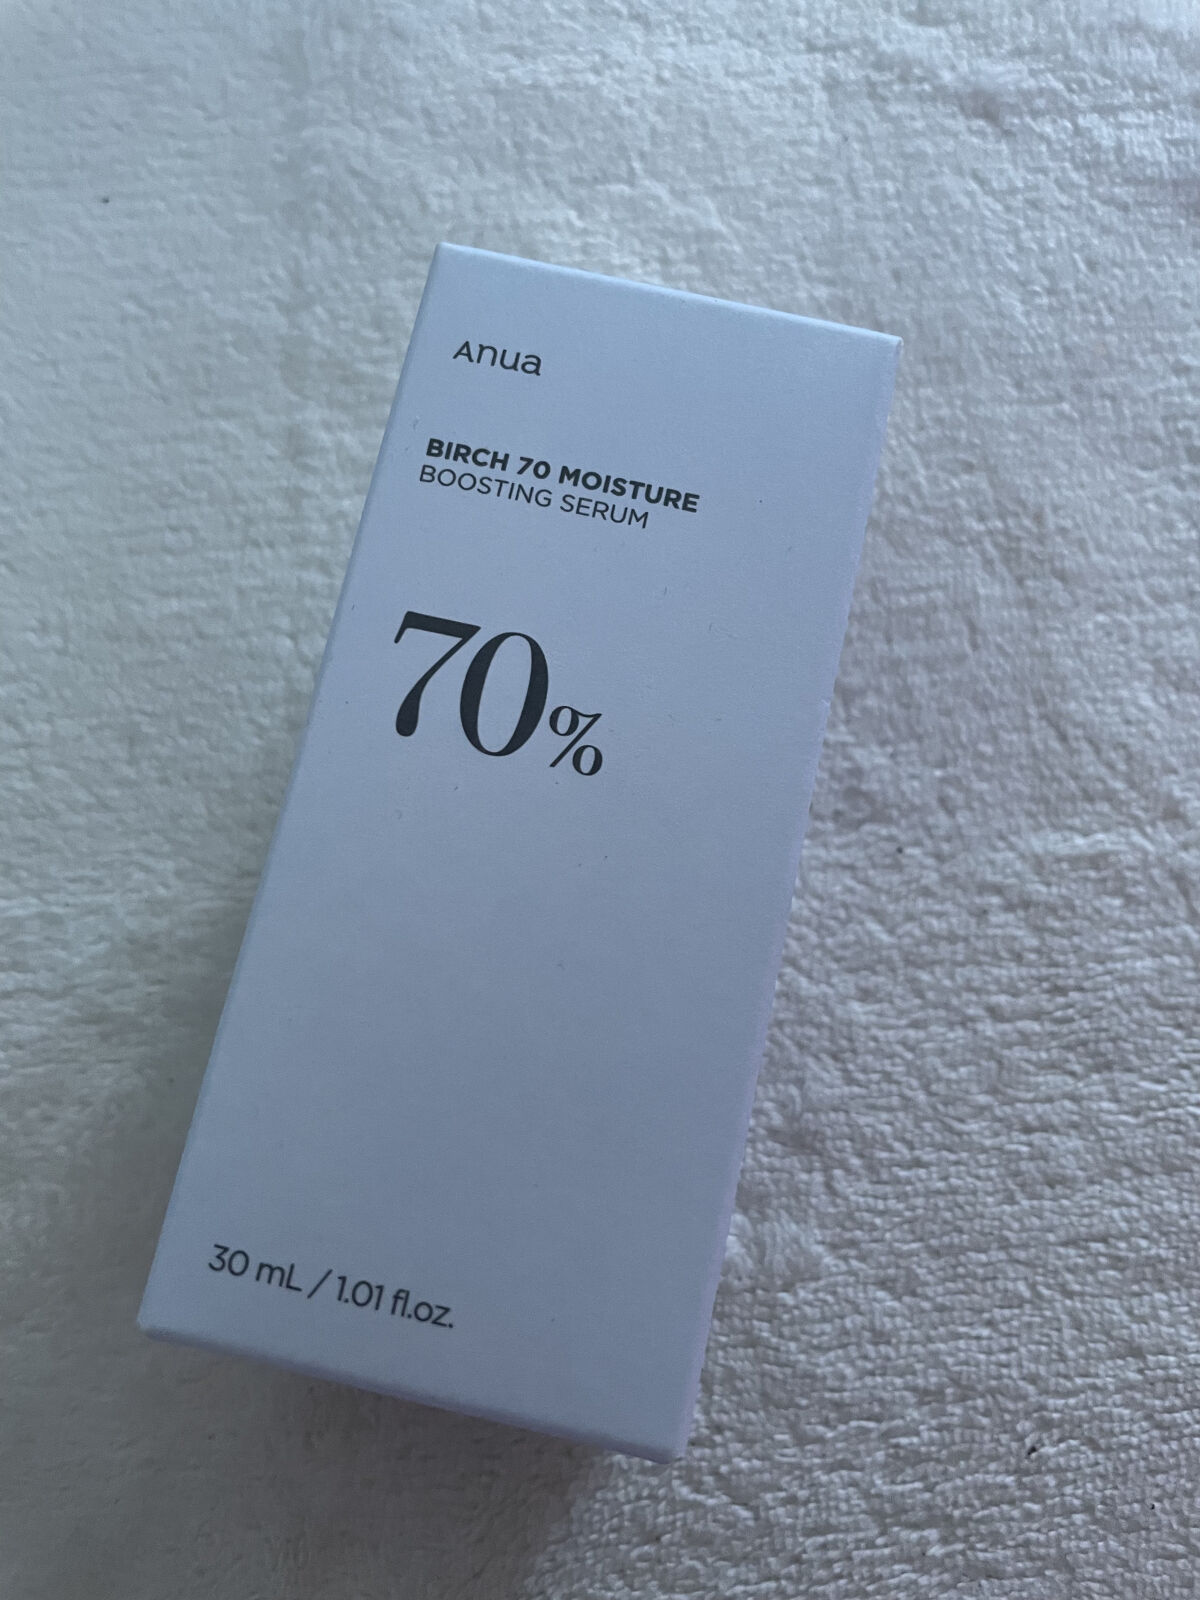 Anua
BIRCH 70 MOISTURE
BOOSTING SERUM
70%
30 mL / 1.01 fl.oz.